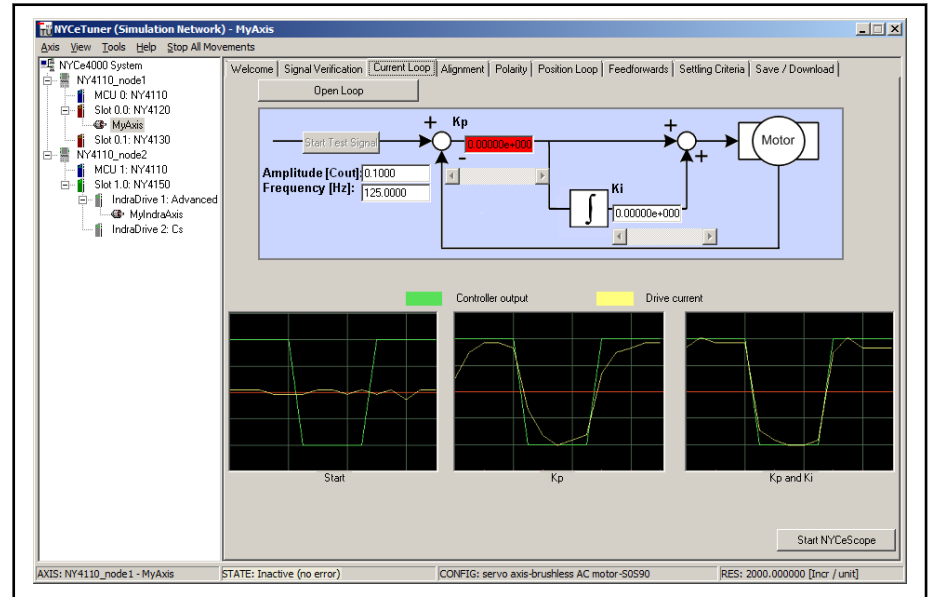 NYCeTuner (Simulation Network) - MyAxis
Axis View Tools Help Stop All Movements
NYCe4000 System
NY4110_node1
MCU 0: NY4110
Slot 0.0: NY4120
MyAxis
Slot 0.1: NY4130
NY4110_node2
MCU 1: NY4110
Slot 1.0: NY4150
IndraDrive 1: Advanced
MyIndraAxis
IndraDrive 2: Cs
Welcome Signal Verification Current Loop Alignment Polarity Position Loop Feedforwards Settling Criteria Save / Download
Open Loop
Start Test Signal
+
Kp
0.00000e+000
-
+
+
Motor
Amplitude [Cout]: 0.1000
Frequency [Hz]: 125.0000
∫
Ki
0.00000e+000
Controller output
Drive current
Start
Kp
Kp and Ki
Start NYCeScope
AXIS: NY4110_node1 - MyAxis
STATE: Inactive (no error)
CONFIG: servo axis-brushless AC motor-S0S90
RES: 2000.000000 [Incr / unit]